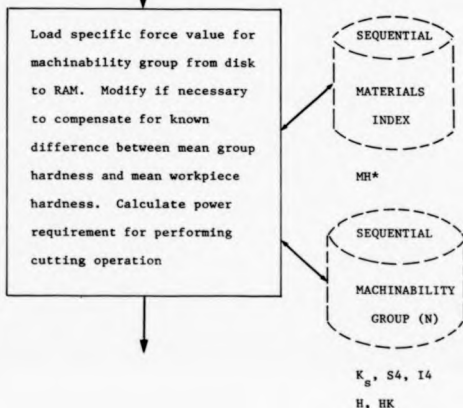 Load specific force value for
machinability group from disk
to RAM. Modify if necessary
to compensate for known
difference between mean group
hardness and mean workpiece
hardness. Calculate power
requirement for performing
cutting operation
SEQUENTIAL
MATERIALS
INDEX
MH*
SEQUENTIAL
MACHINABILITY
GROUP (N)
Ks, S4, I4
H, HK